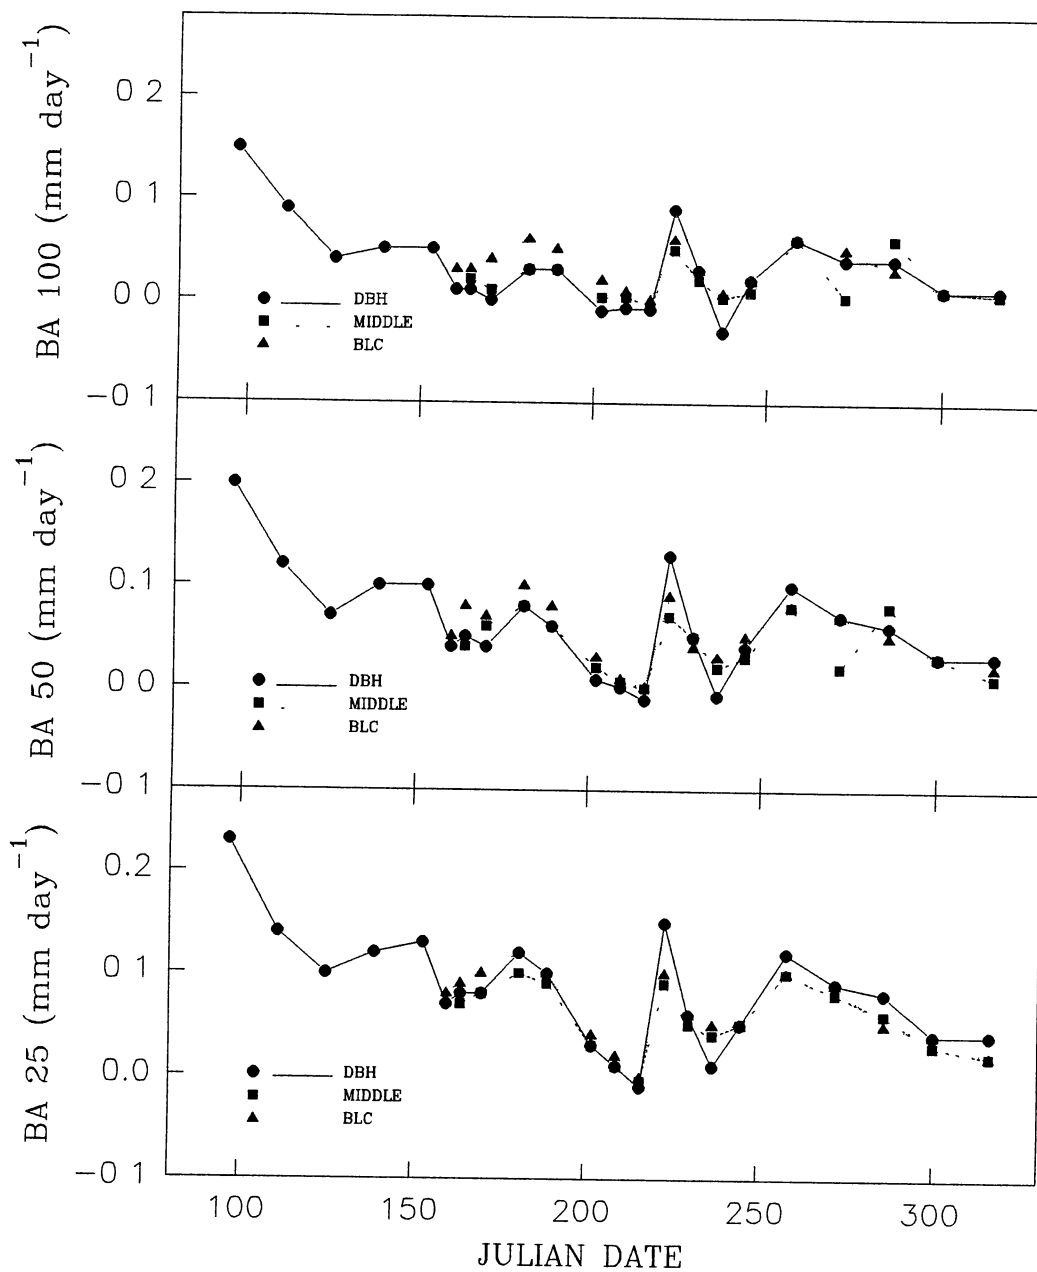 BA 100 (mm day⁻¹)
0 2
0 1
0 0
−0 1
DBH
MIDDLE
BLC
BA 50 (mm day⁻¹)
0 2
0.1
0 0
−0 1
DBH
MIDDLE
BLC
BA 25 (mm day⁻¹)
0.2
0 1
0.0
−0 1
DBH
MIDDLE
BLC
100 150 200 250 300
JULIAN DATE